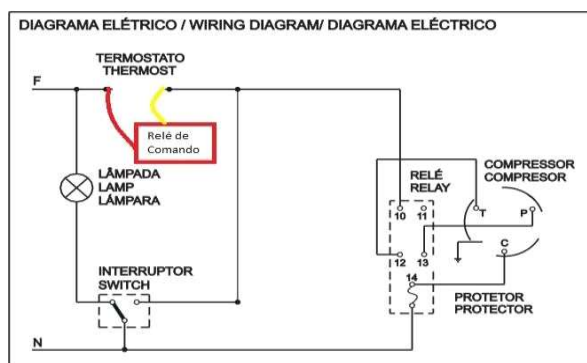 DIAGRAMA ELÉTRICO / WIRING DIAGRAM/ DIAGRAMA ELÉCTRICO
TERMOSTATO
THERMOST
F
Relé de
Comando
LÂMPADA
LAMP
LÁMPARA
INTERRUPTOR
SWITCH
N
RELÉ
RELAY
COMPRESSOR
COMPRESOR
10
11
T
P
12
13
C
14
PROTETOR
PROTECTOR